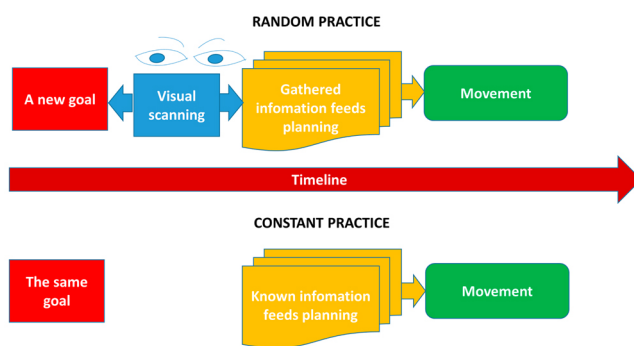 RANDOM PRACTICE
A new goal
Visual
scanning
Gathered
infomation feeds
planning
Movement
Timeline
CONSTANT PRACTICE
The same
goal
Known infomation
feeds planning
Movement